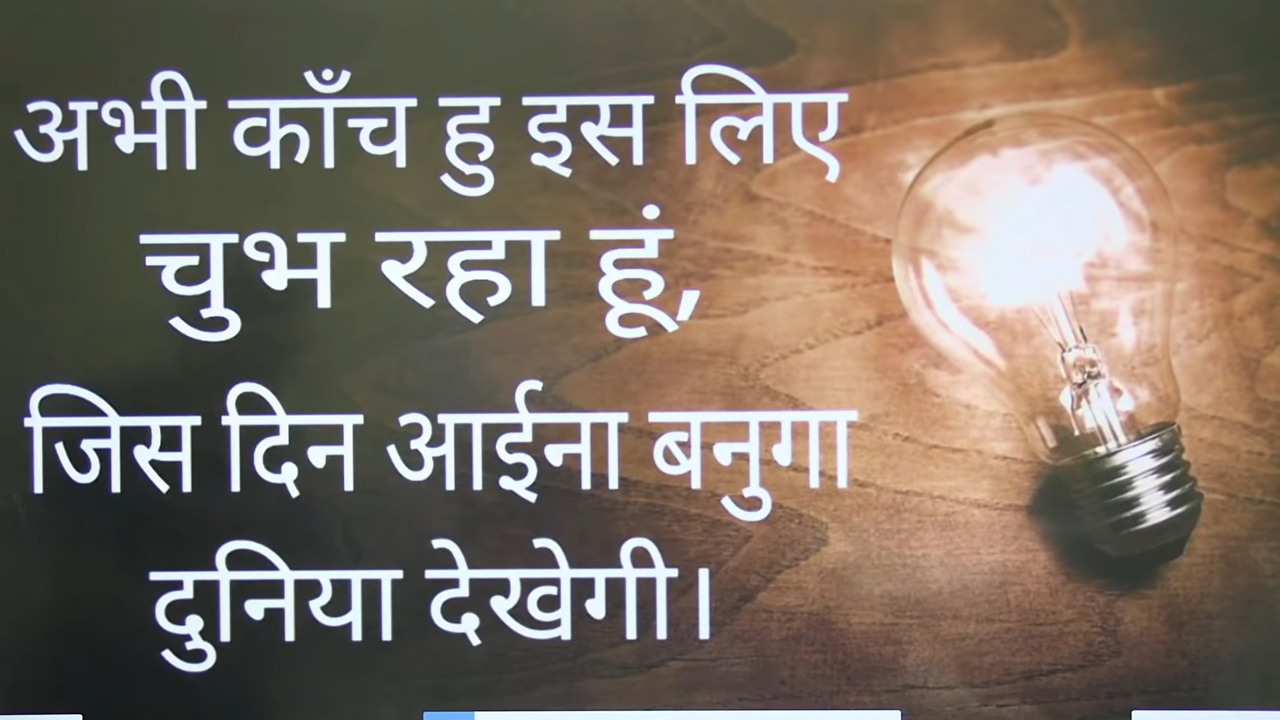 अभी काँच हु इस लिए
चुभ रहा हूं,
जिस दिन आईना बनुगा
दुनिया देखेगी।